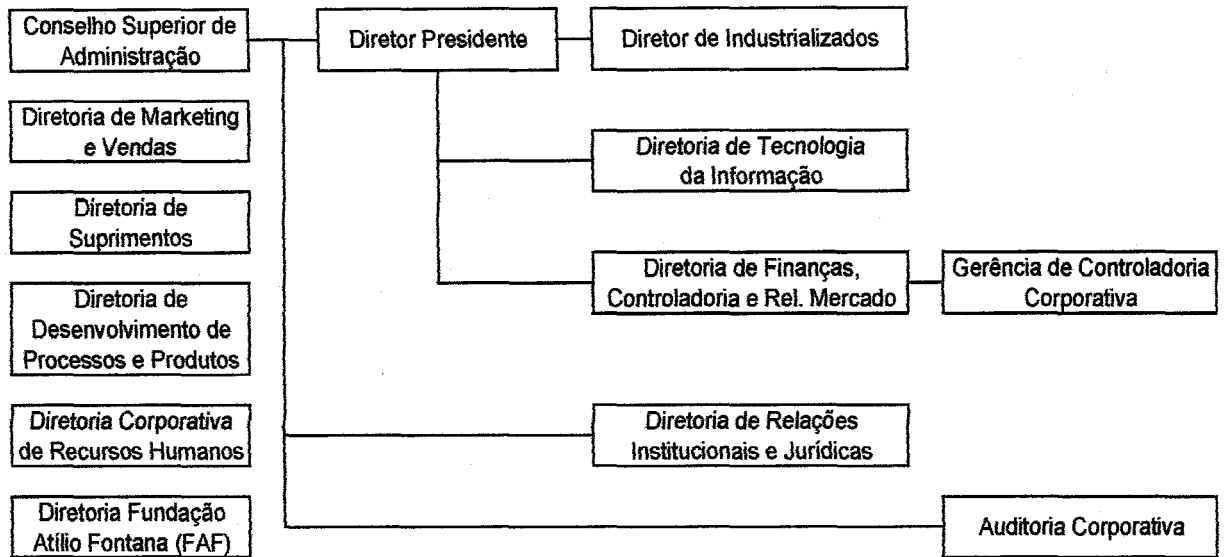 Conselho Superior de
Administração
Diretor Presidente
Diretor de Industrializados
Diretoria de Marketing
e Vendas
Diretoria de Tecnologia
da Informação
Diretoria de
Suprimentos
Diretoria de Finanças,
Controladoria e Rel. Mercado
Gerência de Controladoria
Corporativa
Diretoria de
Desenvolvimento de
Processos e Produtos
Diretoria Corporativa
de Recursos Humanos
Diretoria de Relações
Institucionais e Jurídicas
Diretoria Fundação
Atílio Fontana (FAF)
Auditoria Corporativa